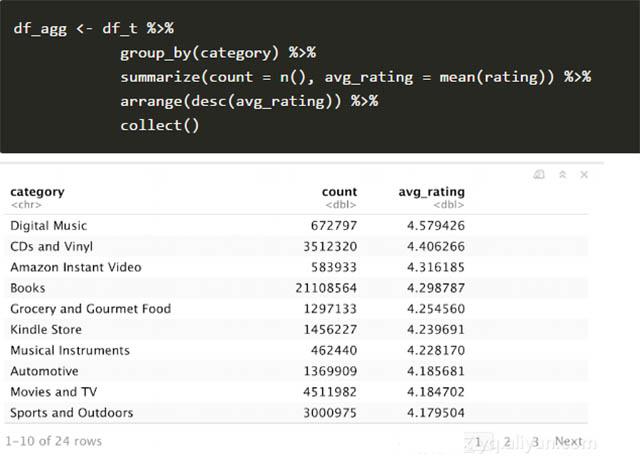 df_agg <- df_t %>%
group_by(category) %>%
summarize(count = n(), avg_rating = mean(rating)) %>%
arrange(desc(avg_rating)) %>%
collect()
category count avg_rating
<chr> <dbl> <dbl>
Digital Music 672797 4.579426
CDs and Vinyl 3512320 4.406266
Amazon Instant Video 583933 4.316185
Books 21108564 4.298787
Grocery and Gourmet Food 1297133 4.254560
Kindle Store 1456227 4.239691
Musical Instruments 462440 4.228170
Automotive 1369909 4.185681
Movies and TV 4511982 4.184702
Sports and Outdoors 3000975 4.179504
1-10 of 24 rows 1 2 3 Next